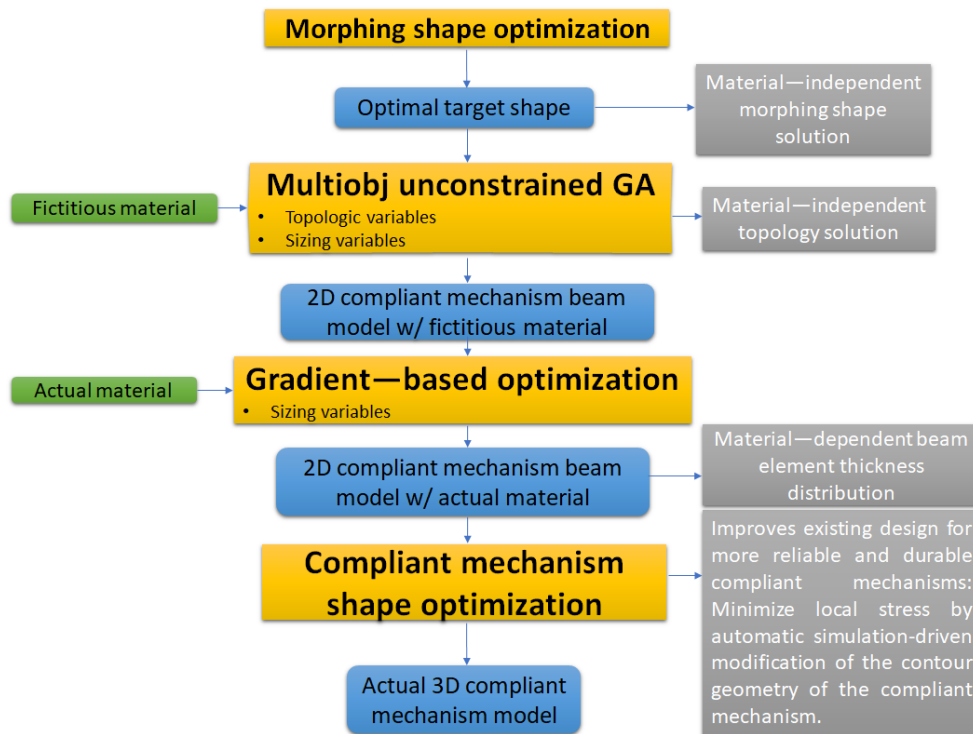 Morphing shape optimization
Optimal target shape
Material—independent
morphing shape
solution
Multiobj unconstrained GA
• Topologic variables
• Sizing variables
Fictitious material
Material—independent
topology solution
2D compliant mechanism beam
model w/ fictitious material
Gradient—based optimization
• Sizing variables
Actual material
2D compliant mechanism beam
model w/ actual material
Material—dependent beam
element thickness
distribution
Compliant mechanism
shape optimization
Improves existing design for
more reliable and durable
compliant mechanisms:
Minimize local stress by
automatic simulation-driven
modification of the contour
geometry of the compliant
mechanism.
Actual 3D compliant
mechanism model